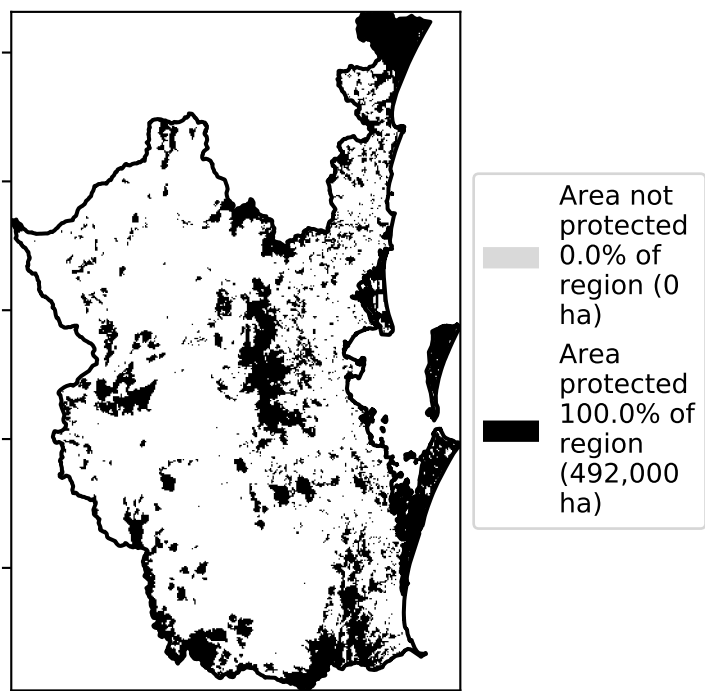 Area not
protected
0.0% of
region (0
ha)
Area
protected
100.0% of
region
(492,000
ha)